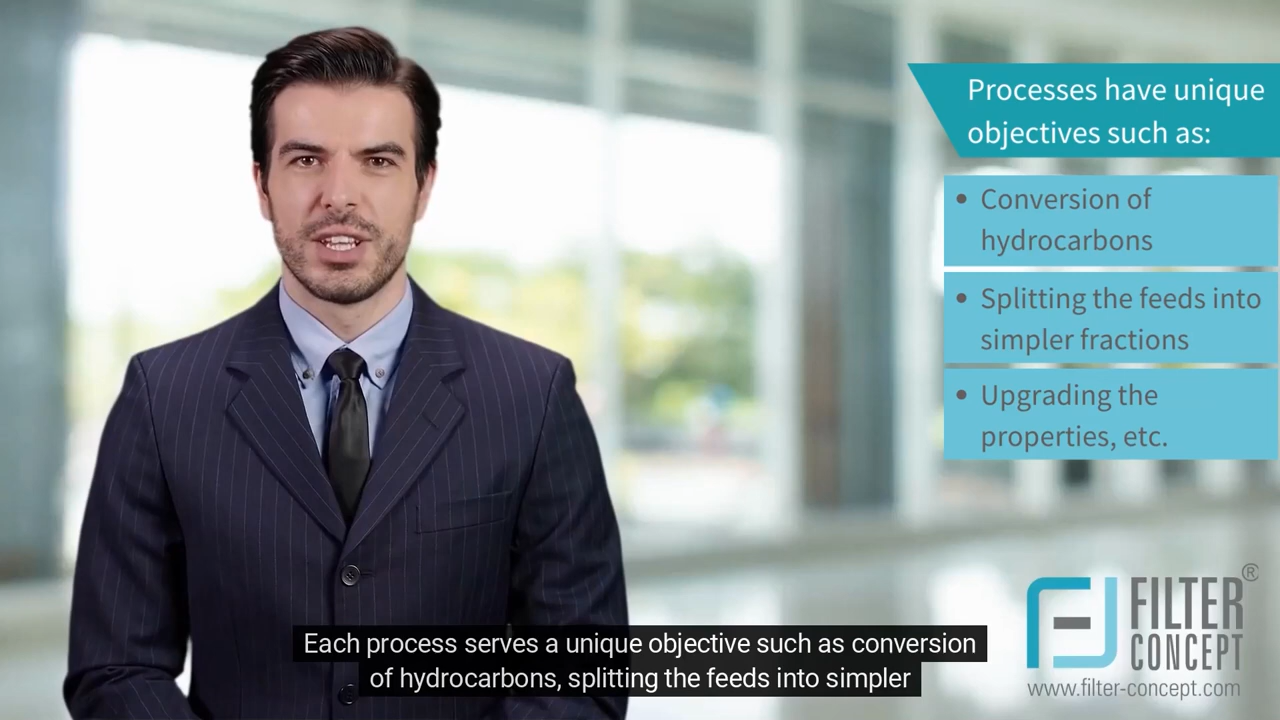 Processes have unique
objectives such as:
• Conversion of
hydrocarbons
• Splitting the feeds into
simpler fractions
• Upgrading the
properties, etc.
FILTER®
CONCEPT
www.filter-concept.com
Each process serves a unique objective such as conversion
of hydrocarbons, splitting the feeds into simpler